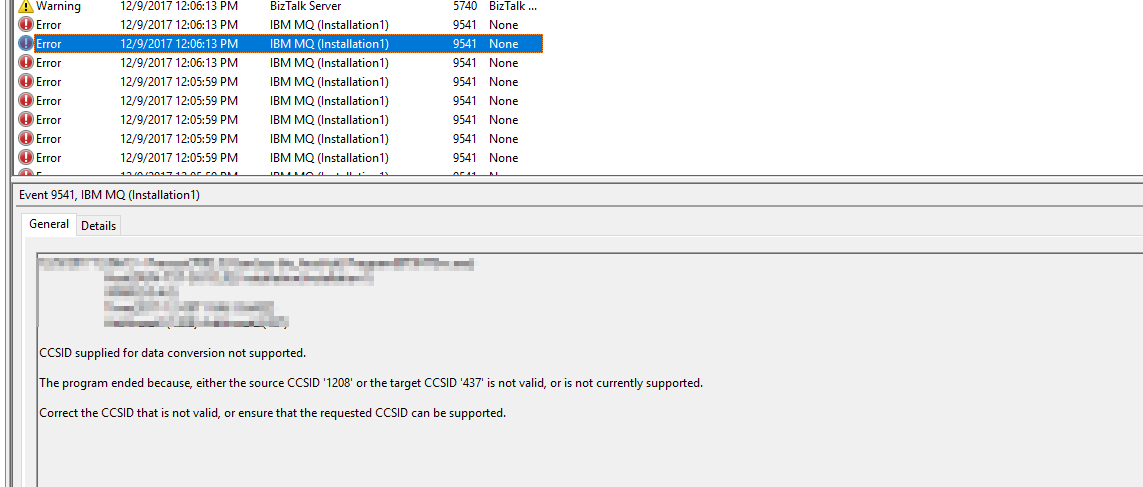 Warning 12/9/2017 12:06:13 PM BizTalk Server 5740 BizTalk ...
Error 12/9/2017 12:06:13 PM IBM MQ (Installation1) 9541 None
Error 12/9/2017 12:06:13 PM IBM MQ (Installation1) 9541 None
Error 12/9/2017 12:06:13 PM IBM MQ (Installation1) 9541 None
Error 12/9/2017 12:05:59 PM IBM MQ (Installation1) 9541 None
Error 12/9/2017 12:05:59 PM IBM MQ (Installation1) 9541 None
Error 12/9/2017 12:05:59 PM IBM MQ (Installation1) 9541 None
Error 12/9/2017 12:05:59 PM IBM MQ (Installation1) 9541 None
Error 12/9/2017 12:05:59 PM IBM MQ (Installation1) 9541 None
Event 9541, IBM MQ (Installation1)
General Details
CCSID supplied for data conversion not supported.
The program ended because, either the source CCSID '1208' or the target CCSID '437' is not valid, or is not currently supported.
Correct the CCSID that is not valid, or ensure that the requested CCSID can be supported.